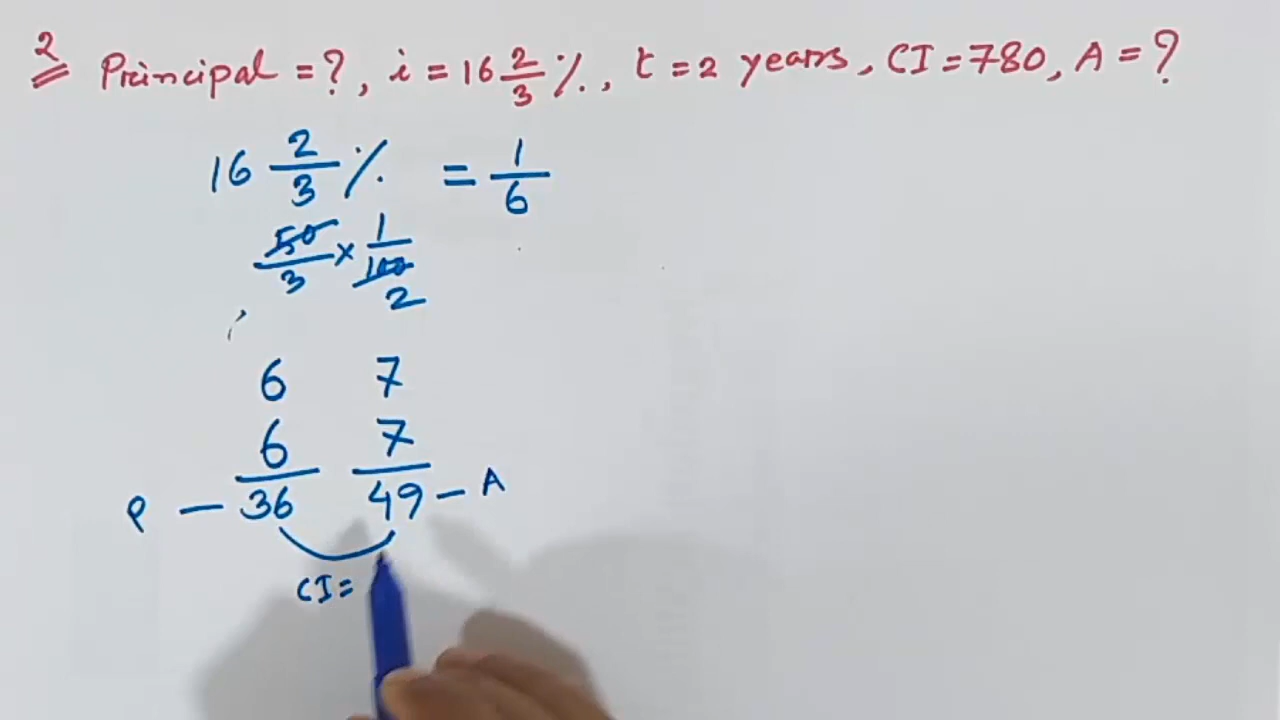 2 Principal = ?, i = 16 2/3 %, t = 2 years, CI = 780, A = ?
16 2/3 % = 1/6
50/3 × 1/100
2
6 7
6 7
P — 36 49 — A
CI =